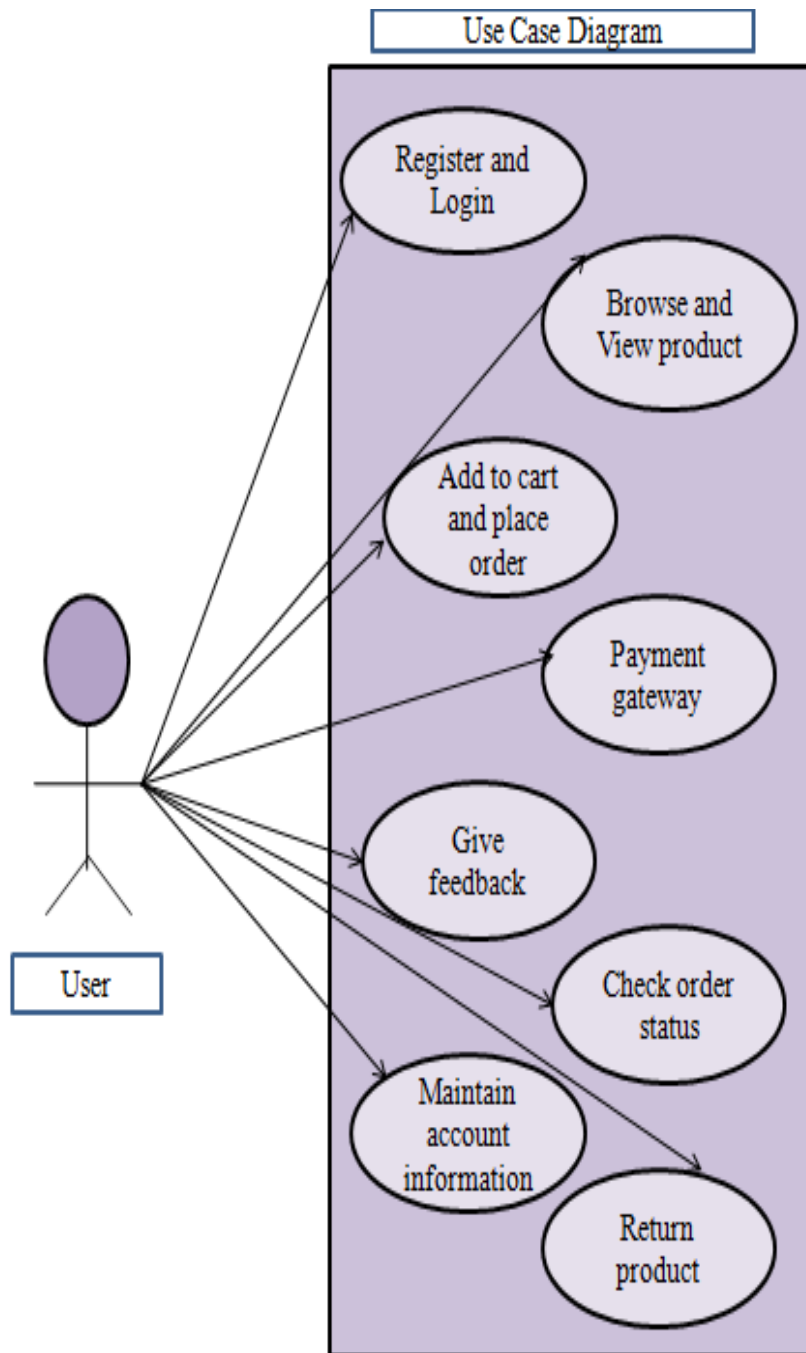 Use Case Diagram
Register and
Login
Browse and
View product
Add to cart
and place
order
Payment
gateway
Give
feedback
User
Check order
status
Maintain
account
information
Return
product